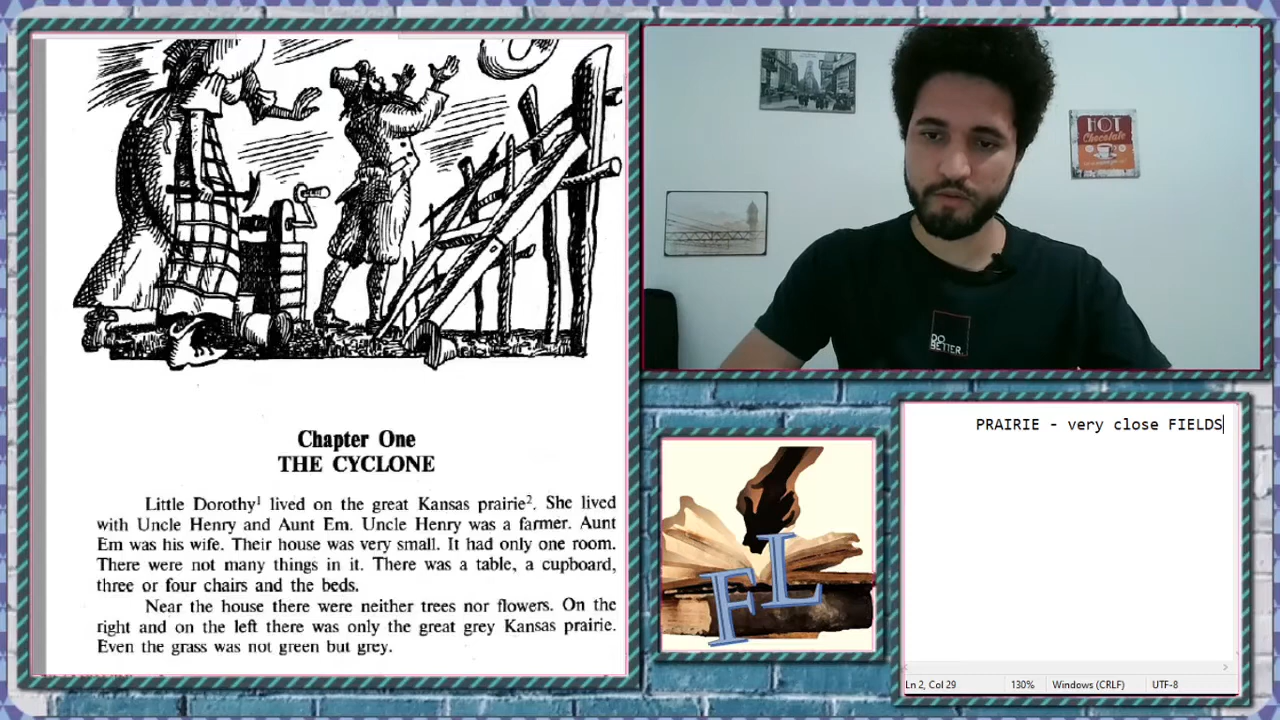 Chapter One
THE CYCLONE
Little Dorothy¹ lived on the great Kansas prairie². She lived
with Uncle Henry and Aunt Em. Uncle Henry was a farmer. Aunt
Em was his wife. Their house was very small. It had only one room.
There were not many things in it. There was a table, a cupboard,
three or four chairs and the beds.
Near the house there were neither trees nor flowers. On the
right and on the left there was only the great grey Kansas prairie.
Even the grass was not green but grey.
HOT
Chocolate
DO
BETTER.
FL
PRAIRIE - very close FIELDS
Ln 2, Col 29 130% Windows (CRLF) UTF-8